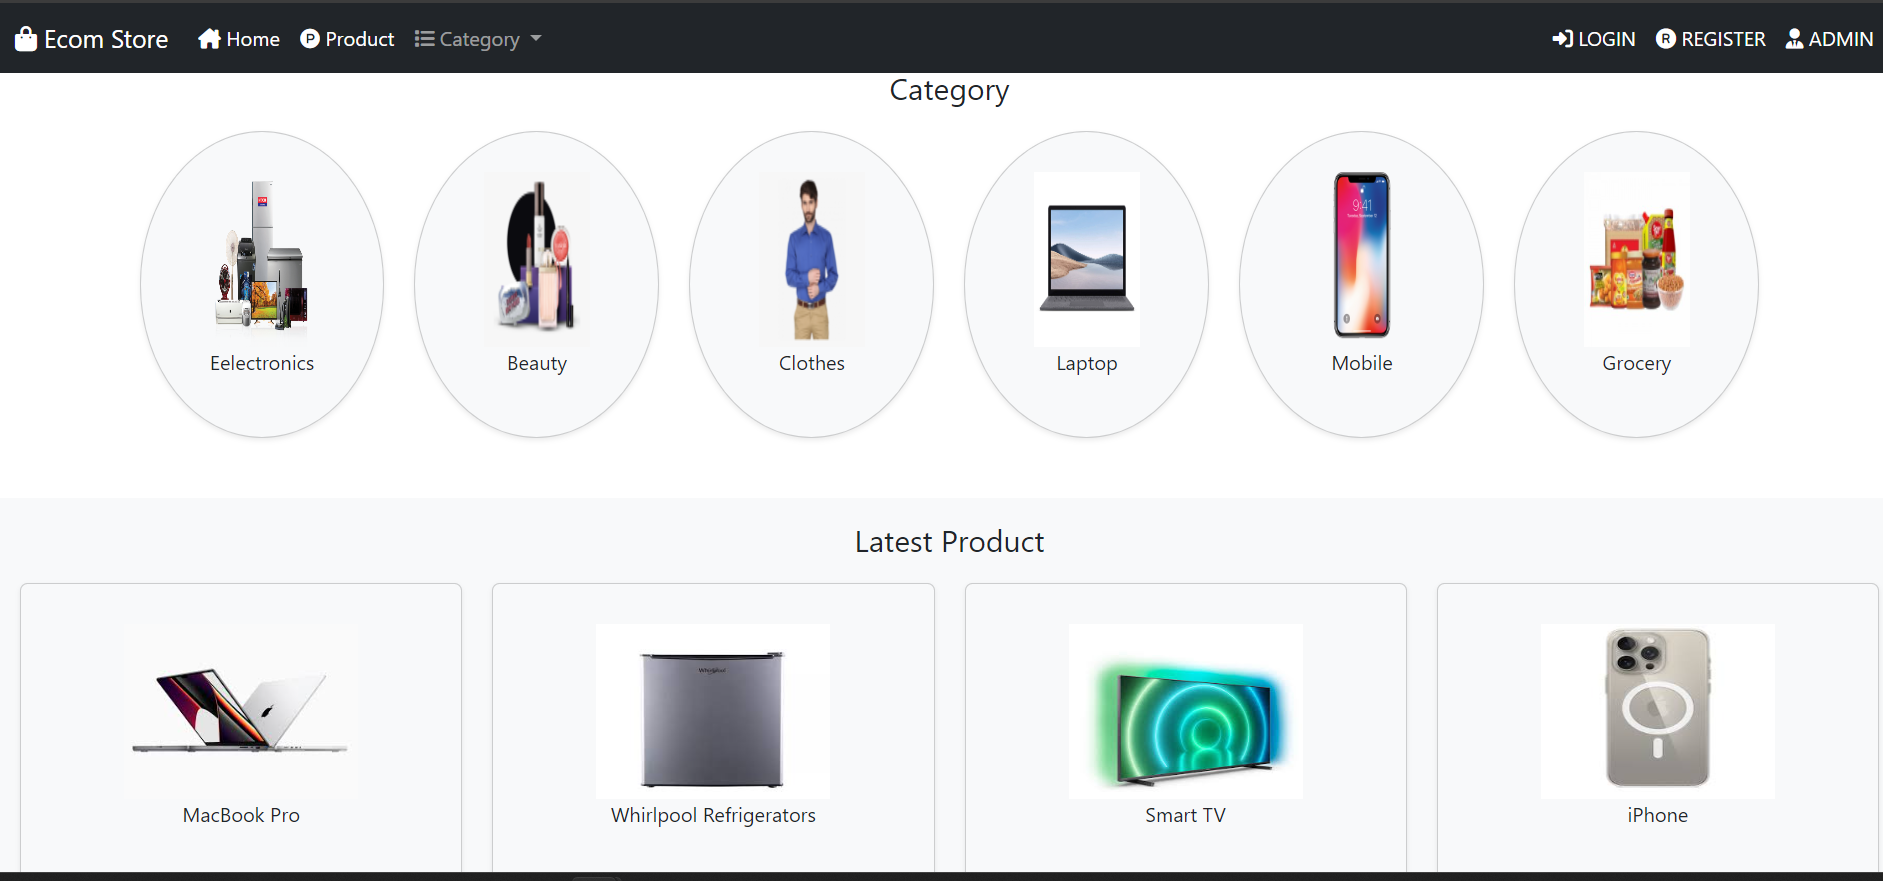 Ecom Store Home Product Category LOGIN REGISTER ADMIN
Category
9:41
Eelectronics Beauty Clothes Laptop Mobile Grocery
Latest Product
Whirlpool
MacBook Pro Whirlpool Refrigerators Smart TV iPhone